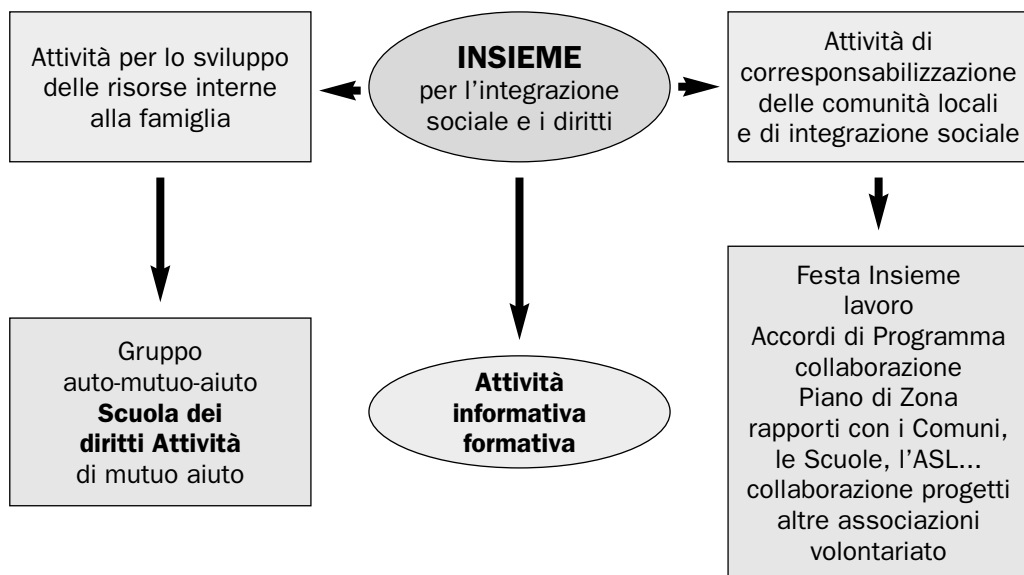 Attività per lo sviluppo
delle risorse interne
alla famiglia
INSIEME
per l'integrazione
sociale e i diritti
Attività di
corresponsabilizzazione
delle comunità locali
e di integrazione sociale
Gruppo
auto-mutuo-aiuto
Scuola dei
diritti Attività
di mutuo aiuto
Attività
informativa
formativa
Festa Insieme
lavoro
Accordi di Programma
collaborazione
Piano di Zona
rapporti con i Comuni,
le Scuole, l'ASL...
collaborazione progetti
altre associazioni
volontariato